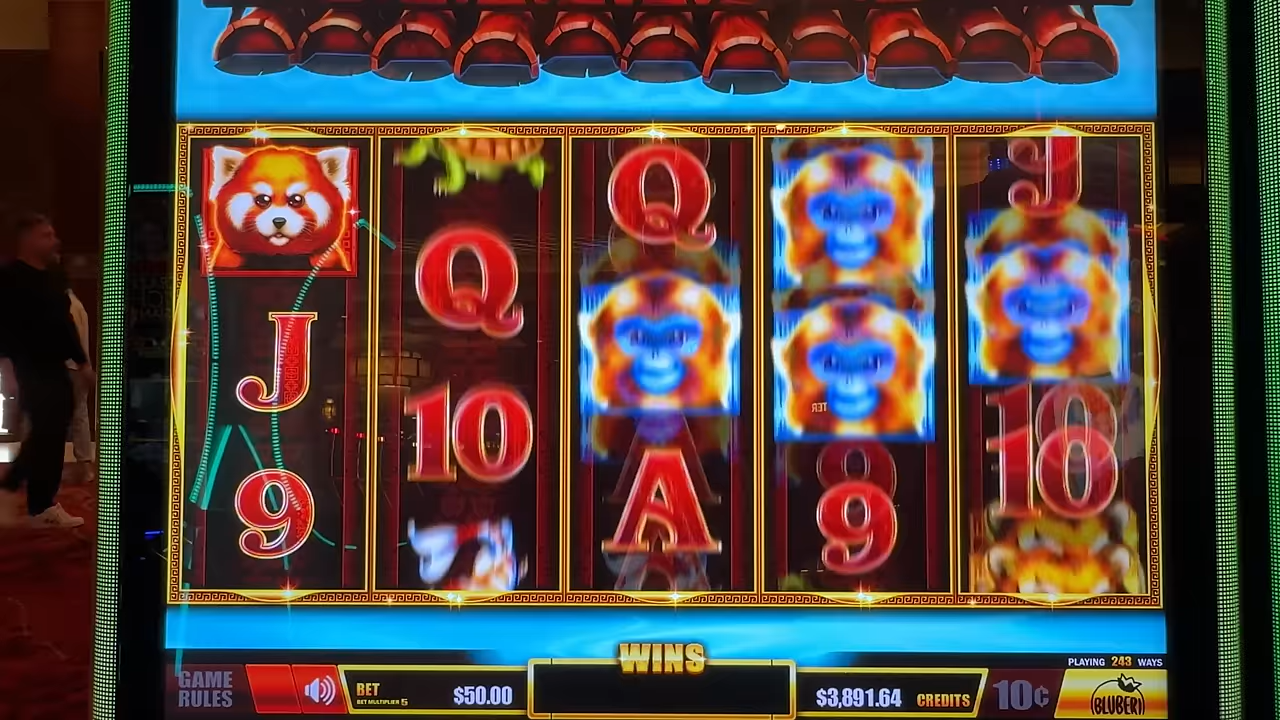 Q
J
Q
J
10
10
A
9
9
WINS
PLAYING 243 WAYS
GAME
RULES
BET
BET MULTIPLIER 5
$50.00
$3,891.64 CREDITS
10¢
BLUBERI